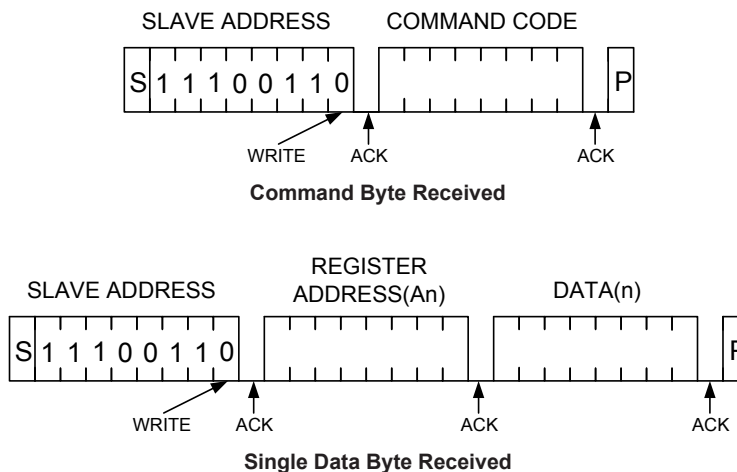 SLAVE ADDRESS COMMAND CODE
S 1 1 1 0 0 1 1 0 P
WRITE ACK ACK
Command Byte Received
REGISTER
SLAVE ADDRESS ADDRESS(An) DATA(n)
S 1 1 1 0 0 1 1 0
WRITE ACK ACK ACK
Single Data Byte Received